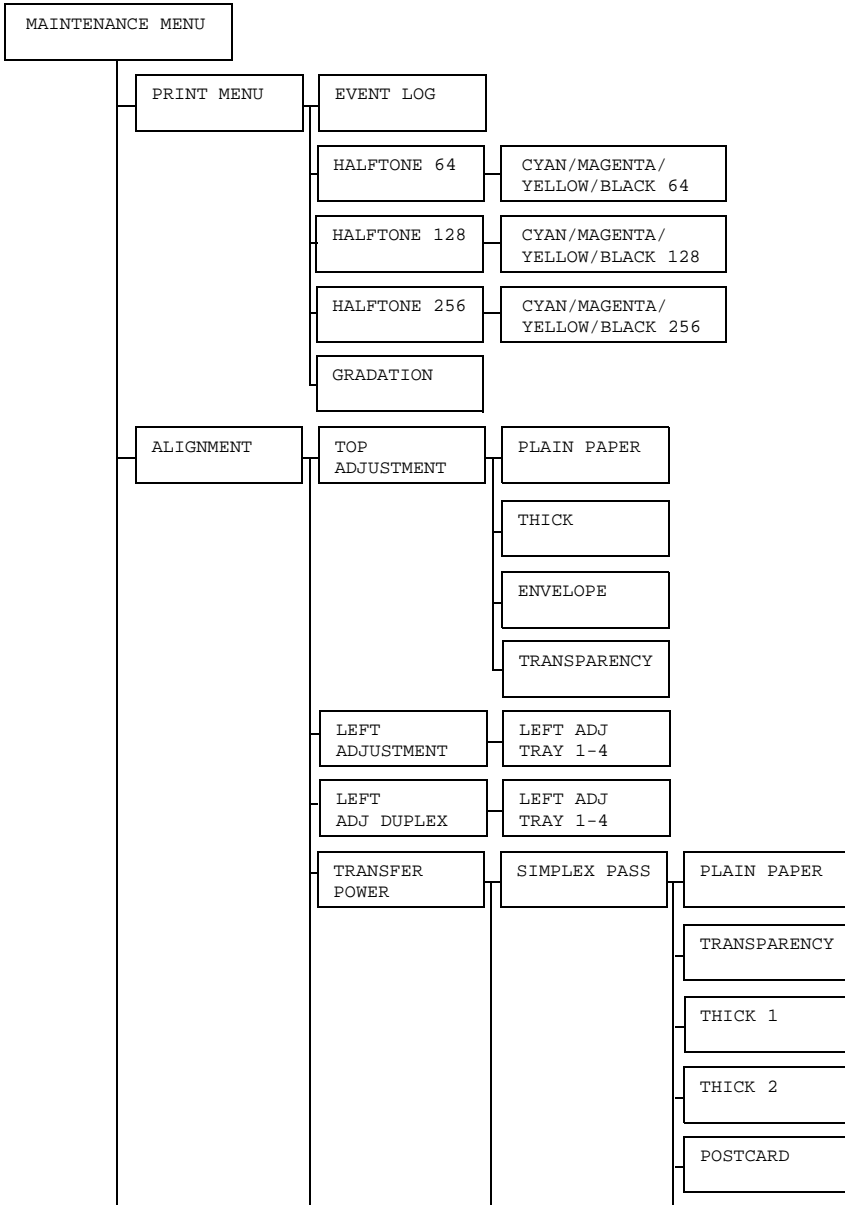 MAINTENANCE MENU
PRINT MENU
EVENT LOG
HALFTONE 64
CYAN/MAGENTA/
YELLOW/BLACK 64
HALFTONE 128
CYAN/MAGENTA/
YELLOW/BLACK 128
HALFTONE 256
CYAN/MAGENTA/
YELLOW/BLACK 256
GRADATION
ALIGNMENT
TOP
ADJUSTMENT
PLAIN PAPER
THICK
ENVELOPE
TRANSPARENCY
LEFT
ADJUSTMENT
LEFT ADJ
TRAY 1-4
LEFT
ADJ DUPLEX
LEFT ADJ
TRAY 1-4
TRANSFER
POWER
SIMPLEX PASS
PLAIN PAPER
TRANSPARENCY
THICK 1
THICK 2
POSTCARD